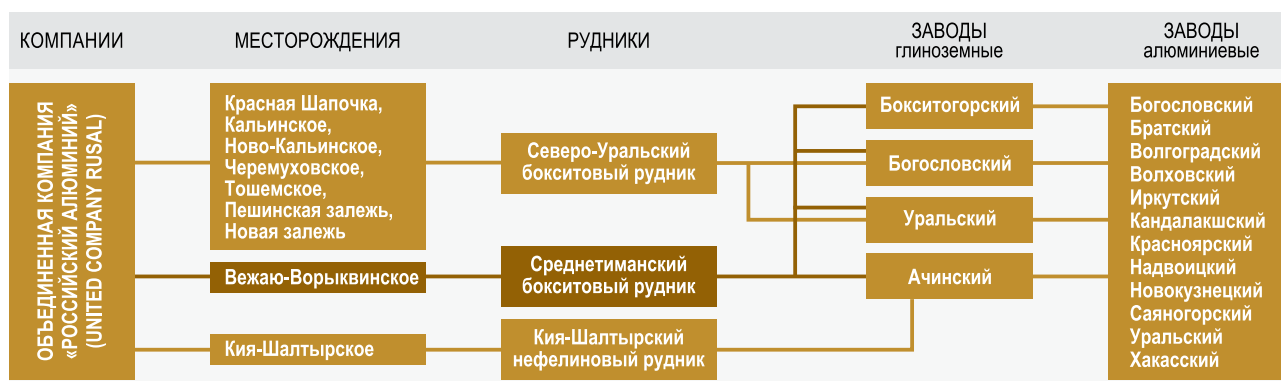 КОМПАНИИ
МЕСТОРОЖДЕНИЯ
РУДНИКИ
ЗАВОДЫ
глиноземные
ЗАВОДЫ
алюминиевые
ОБЪЕДИНЕННАЯ КОМПАНИЯ
«РОССИЙСКИЙ АЛЮМИНИЙ»
(UNITED COMPANY RUSAL)
Красная Шапочка,
Кальинское,
Ново-Кальинское,
Черемуховское,
Тошемское,
Пешинская залежь,
Новая залежь
Вежаю-Ворыквинское
Кия-Шалтырское
Северо-Уральский
бокситовый рудник
Среднетиманский
бокситовый рудник
Кия-Шалтырский
нефелиновый рудник
Бокситогорский
Богословский
Уральский
Ачинский
Богословский
Братский
Волгоградский
Волховский
Иркутский
Кандалакшский
Красноярский
Надвоицкий
Новокузнецкий
Саяногорский
Уральский
Хакасский